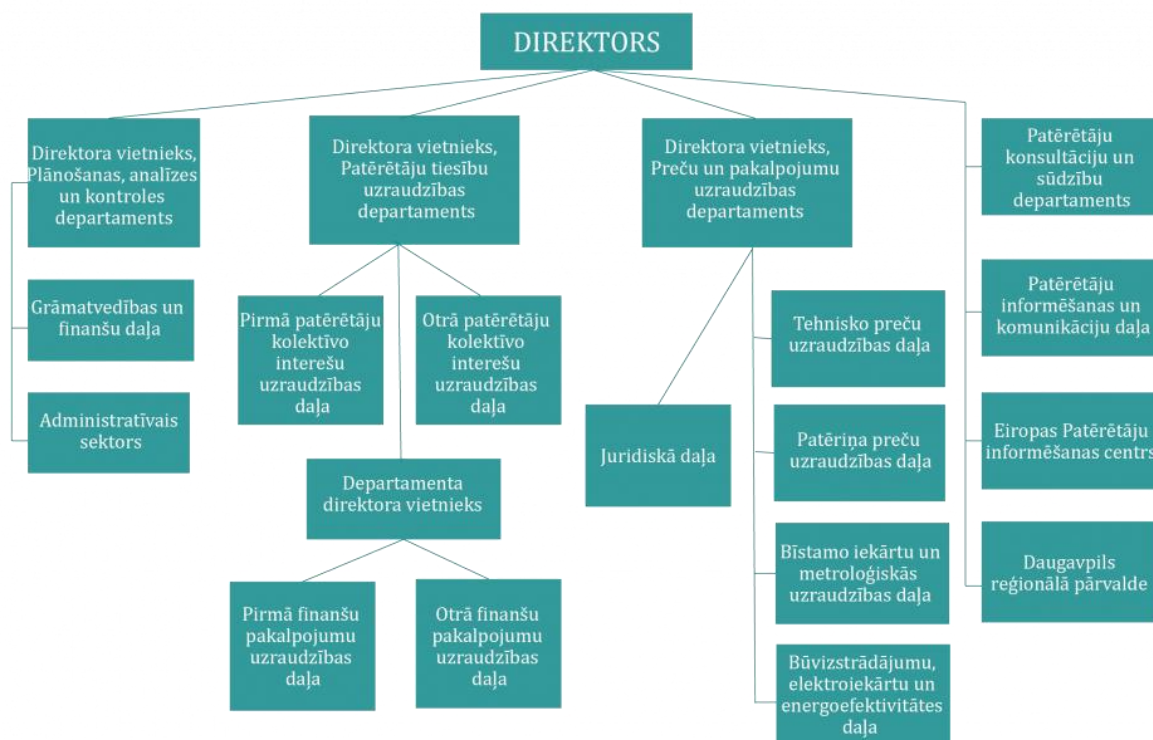 DIREKTORS
Direktora vietnieks,
Plānošanas, analīzes
un kontroles
departaments
Grāmatvedības un
finanšu daļa
Administratīvais
sektors
Direktora vietnieks,
Patērētāju tiesību
uzraudzības
departaments
Pirmā patērētāju
kolektīvo
interešu
uzraudzības
daļa
Otrā patērētāju
kolektīvo
interešu
uzraudzības
daļa
Departamenta
direktora vietnieks
Pirmā finanšu
pakalpojumu
uzraudzības
daļa
Otrā finanšu
pakalpojumu
uzraudzības
daļa
Direktora vietnieks,
Preču un pakalpojumu
uzraudzības
departaments
Juridiskā daļa
Tehnisko preču
uzraudzības daļa
Patēriņa preču
uzraudzības daļa
Bīstamo iekārtu un
metroloģiskās
uzraudzības daļa
Būvizstrādājumu,
elektroiekārtu un
energoefektivitātes
daļa
Patērētāju
konsultāciju un
sūdzību
departaments
Patērētāju
informēšanas un
komunikāciju daļa
Eiropas Patērētāju
informēšanas centrs
Daugavpils
reģionālā pārvalde